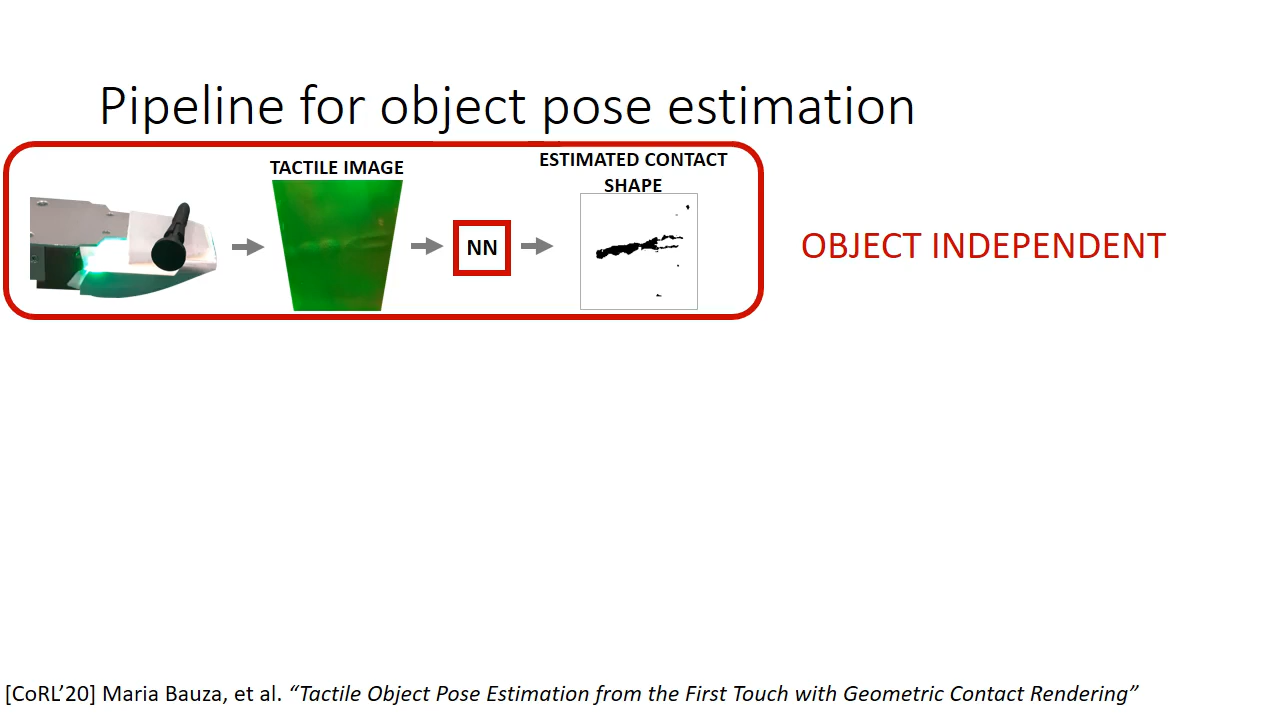 Pipeline for object pose estimation
TACTILE IMAGE
ESTIMATED CONTACT
SHAPE
NN
OBJECT INDEPENDENT
[CoRL’20] Maria Bauza, et al. “Tactile Object Pose Estimation from the First Touch with Geometric Contact Rendering”